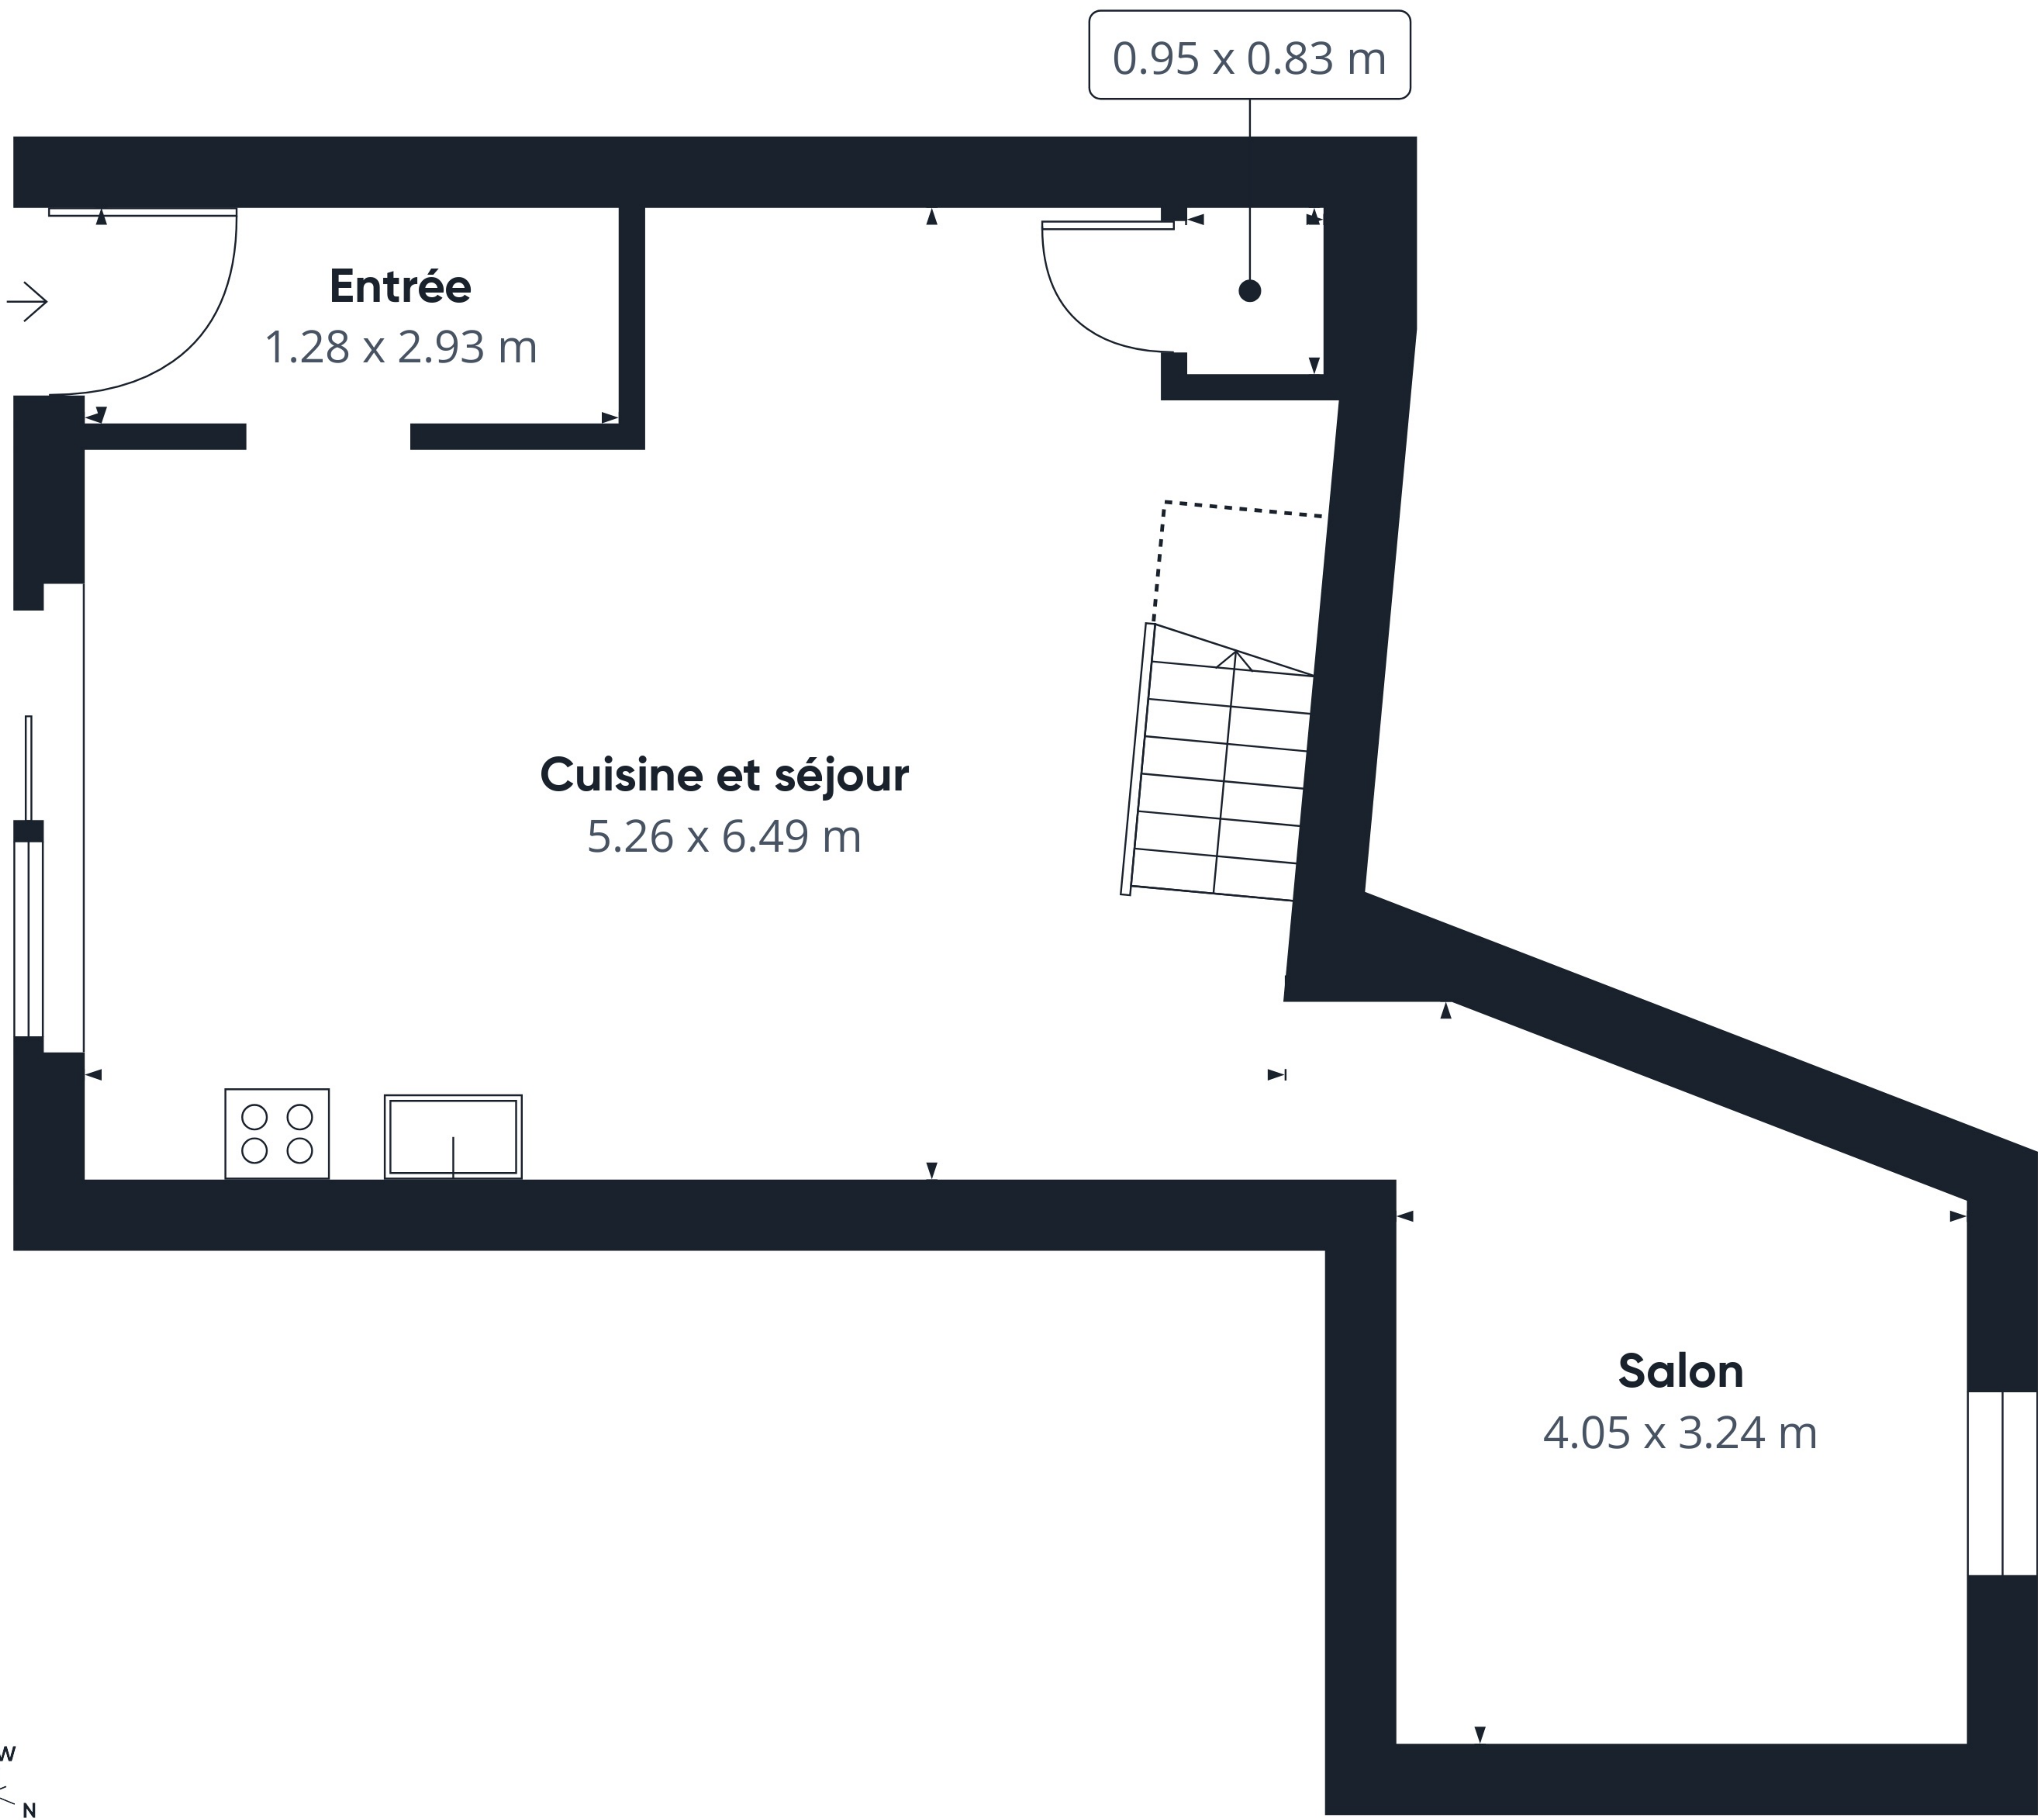 0.95 x 0.83 m
Entrée
1.28 x 2.93 m
Cuisine et séjour
5.26 x 6.49 m
Salon
4.05 x 3.24 m
W
N